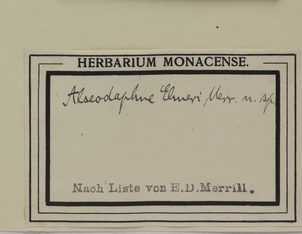 HERBARIUM MONACENSE.
Alseodaphne Elmeri Merr. n. sp.
Nach Liste von E.D.Merrill.